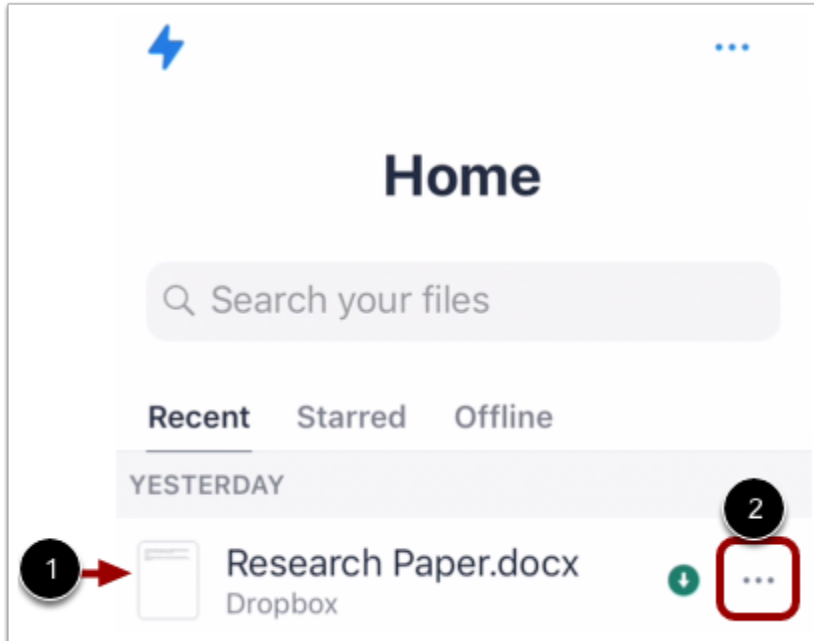 Home
Search your files
Recent Starred Offline
YESTERDAY
2
1
Research Paper.docx
Dropbox